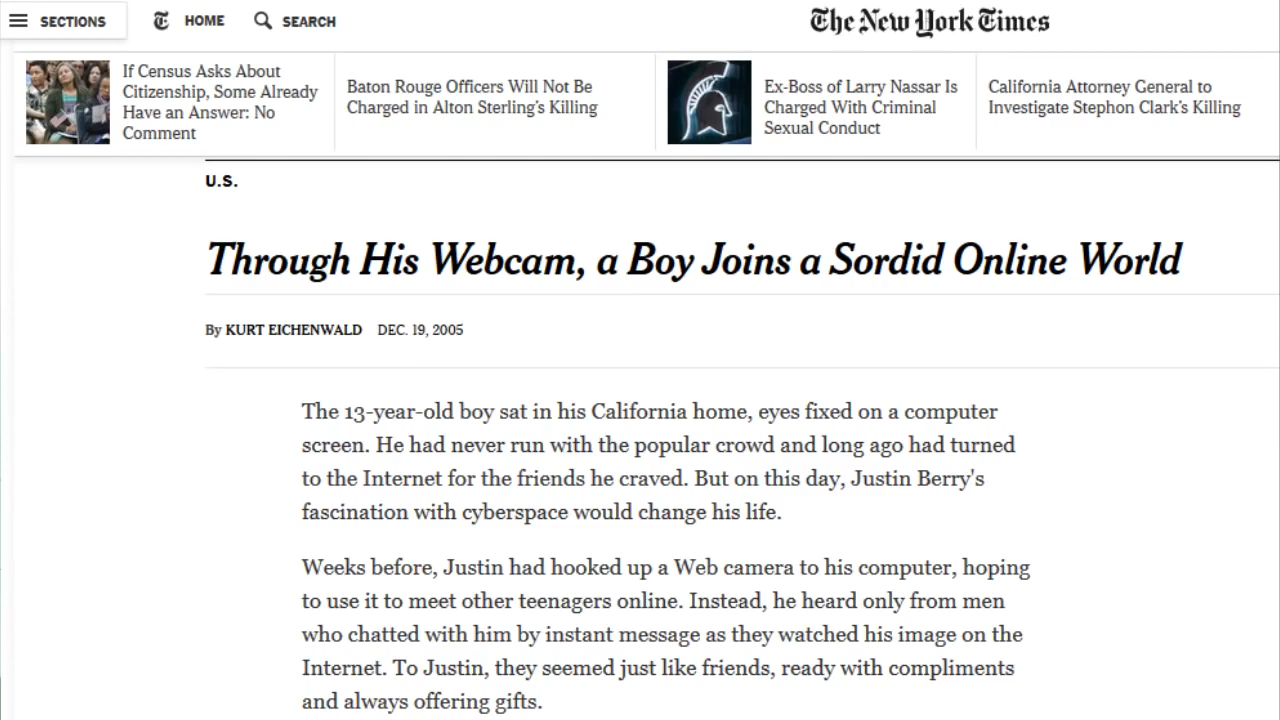 SECTIONS
HOME
SEARCH
The New York Times
If Census Asks About
Citizenship, Some Already
Have an Answer: No
Comment
Baton Rouge Officers Will Not Be
Charged in Alton Sterling's Killing
Ex-Boss of Larry Nassar Is
Charged With Criminal
Sexual Conduct
California Attorney General to
Investigate Stephon Clark's Killing
U.S.
Through His Webcam, a Boy Joins a Sordid Online World
By KURT EICHENWALD DEC. 19, 2005
The 13-year-old boy sat in his California home, eyes fixed on a computer
screen. He had never run with the popular crowd and long ago had turned
to the Internet for the friends he craved. But on this day, Justin Berry's
fascination with cyberspace would change his life.
Weeks before, Justin had hooked up a Web camera to his computer, hoping
to use it to meet other teenagers online. Instead, he heard only from men
who chatted with him by instant message as they watched his image on the
Internet. To Justin, they seemed just like friends, ready with compliments
and always offering gifts.